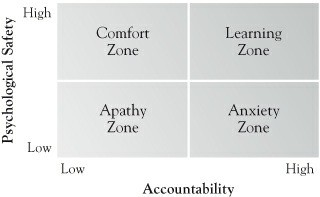 Psychological Safety
High
Low
Comfort
Zone
Learning
Zone
Apathy
Zone
Anxiety
Zone
Low
High
Accountability